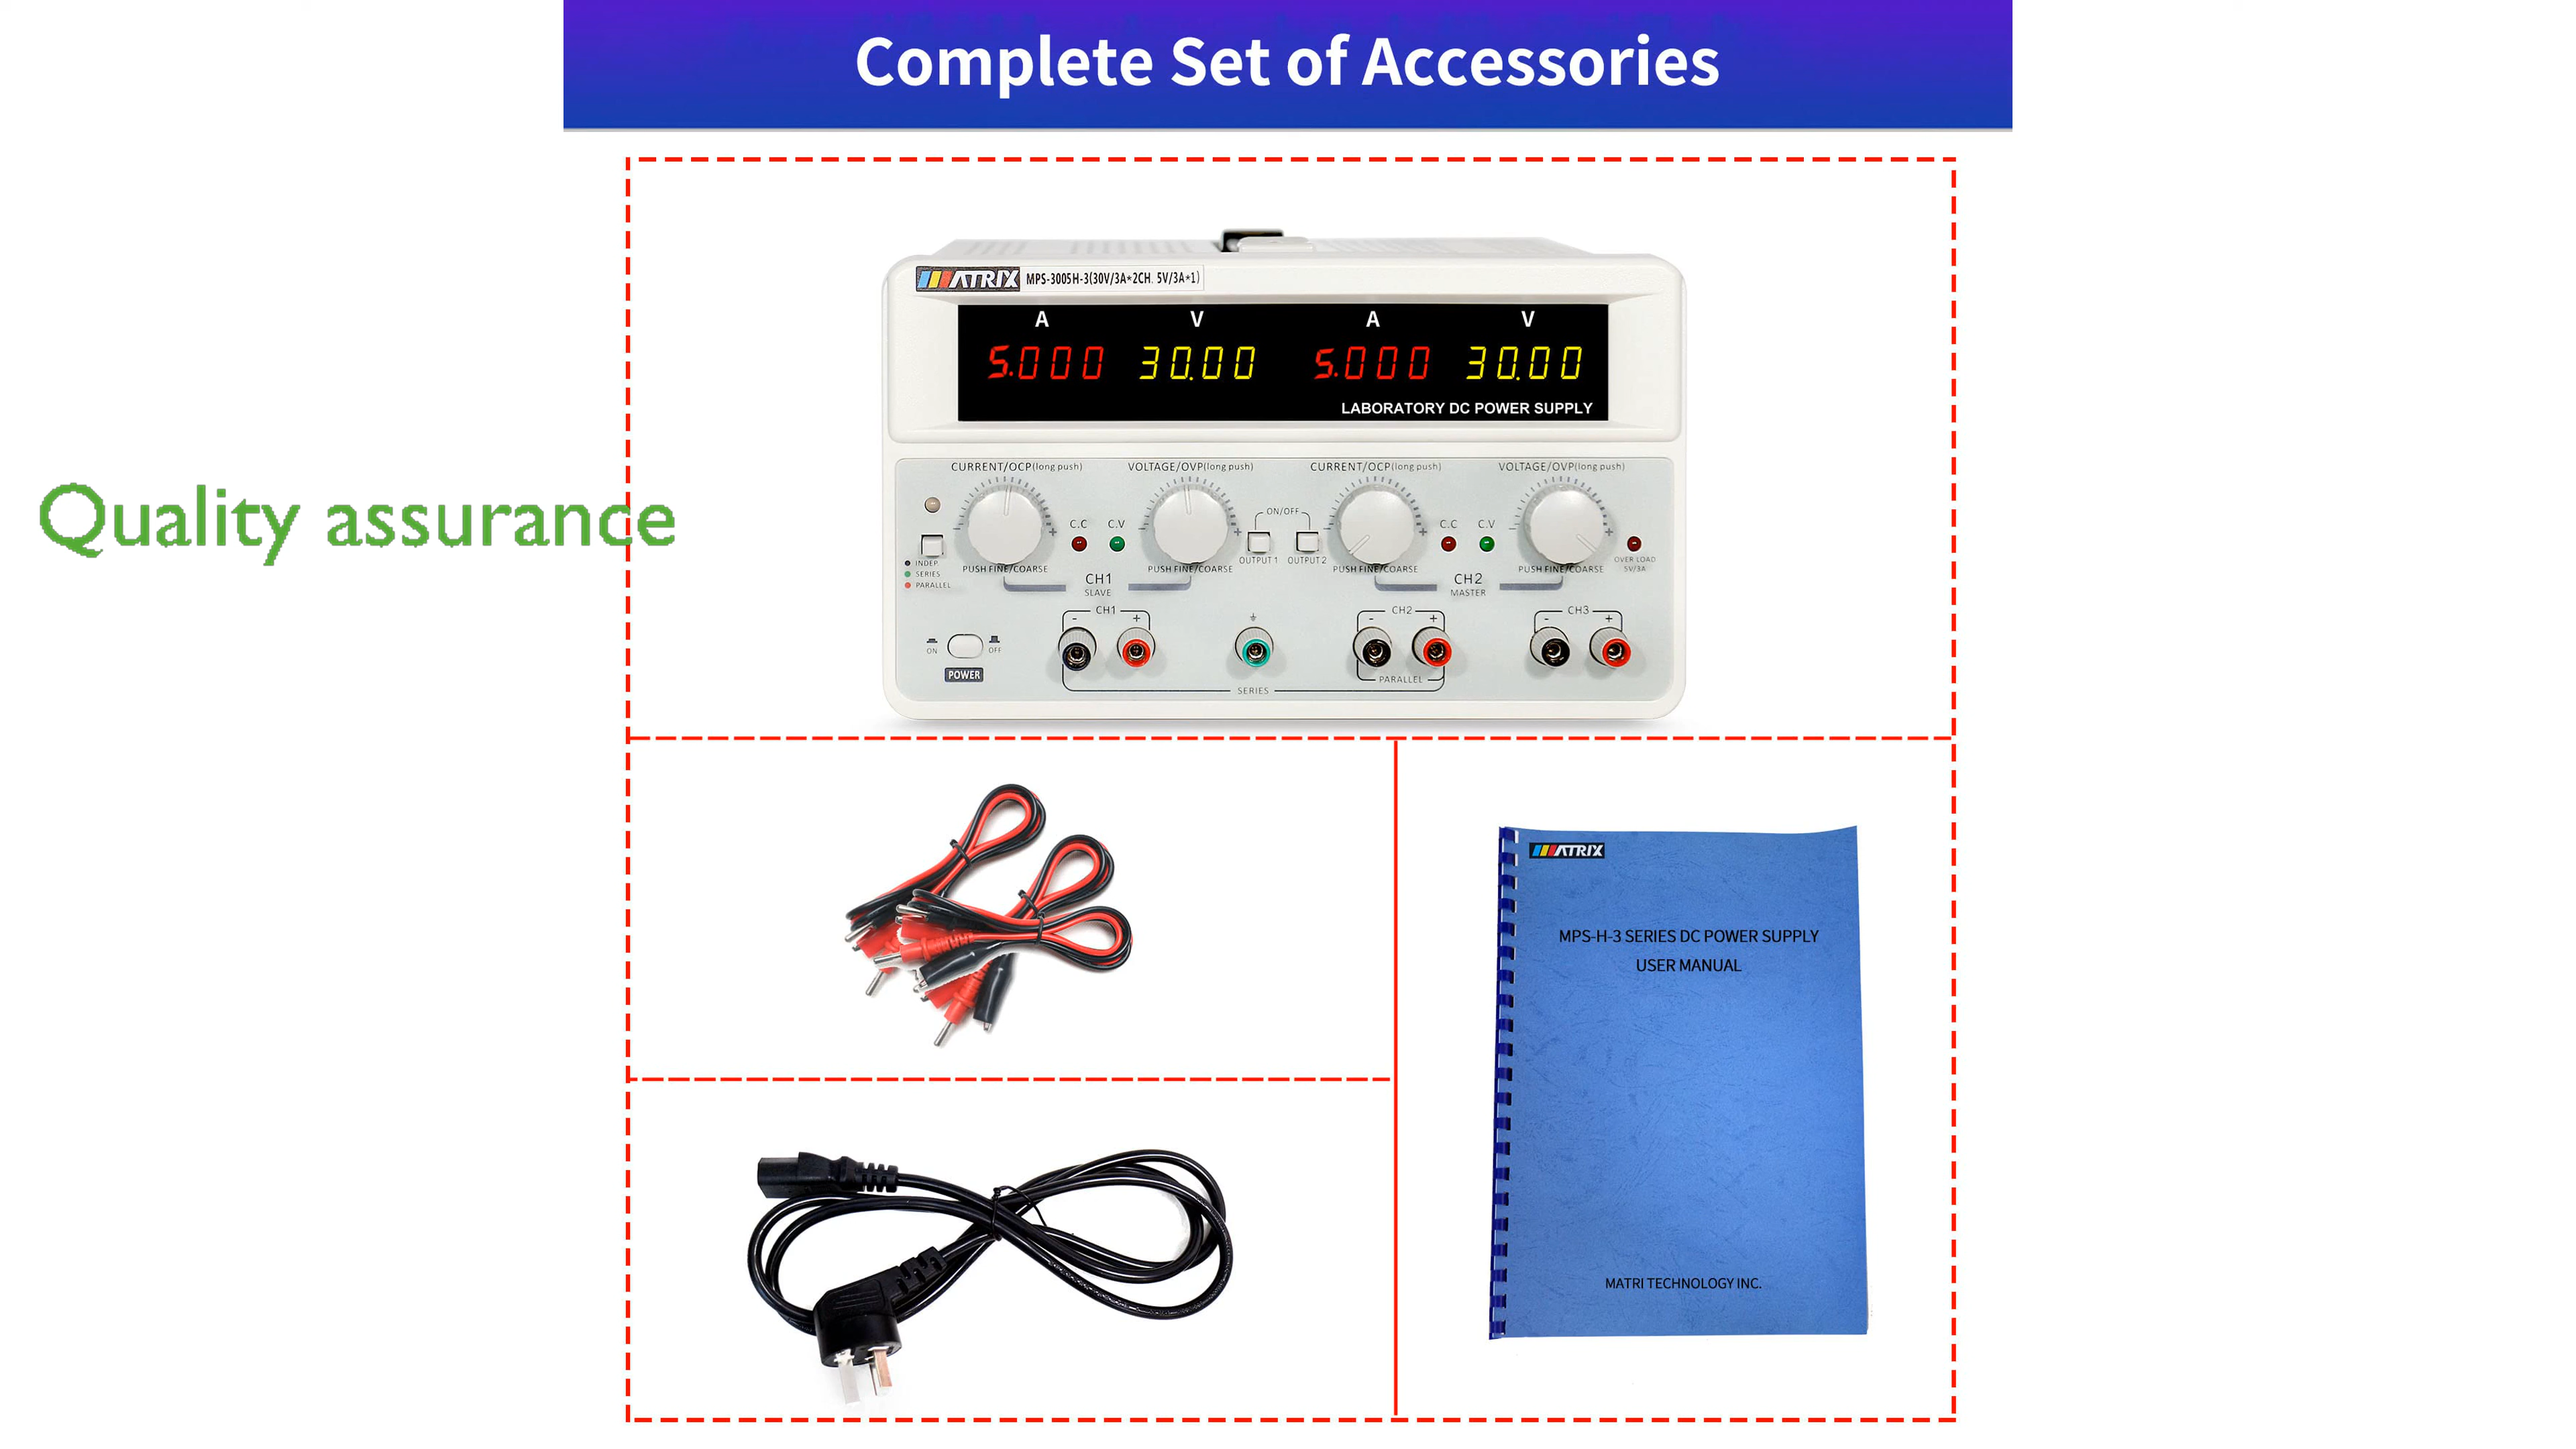 Complete Set of Accessories
MATRIX MPS-3005H-3(30V/3A*2CH. 5V/3A*1)
A V A V
5.000 30.00 5.000 30.00
LABORATORY DC POWER SUPPLY
CURRENT/OCP(long push) VOLTAGE/OVP(long push) CURRENT/OCP(long push) VOLTAGE/OVP(long push)
Quality assurance
- + - + - + - +
ON/OFF
C.C C.V C.C C.V
OUTPUT 1 OUTPUT 2
OVER LOAD
5V/3A
INDEP.
SERIES
PARALLEL
PUSH FINE/COARSE PUSH FINE/COARSE PUSH FINE/COARSE PUSH FINE/COARSE
CH1 CH2
SLAVE MASTER
CH1 CH2 CH3
- + - + - +
ON OFF
POWER
PARALLEL
SERIES
MATRIX
MPS-H-3 SERIES DC POWER SUPPLY
USER MANUAL
MATRI TECHNOLOGY INC.